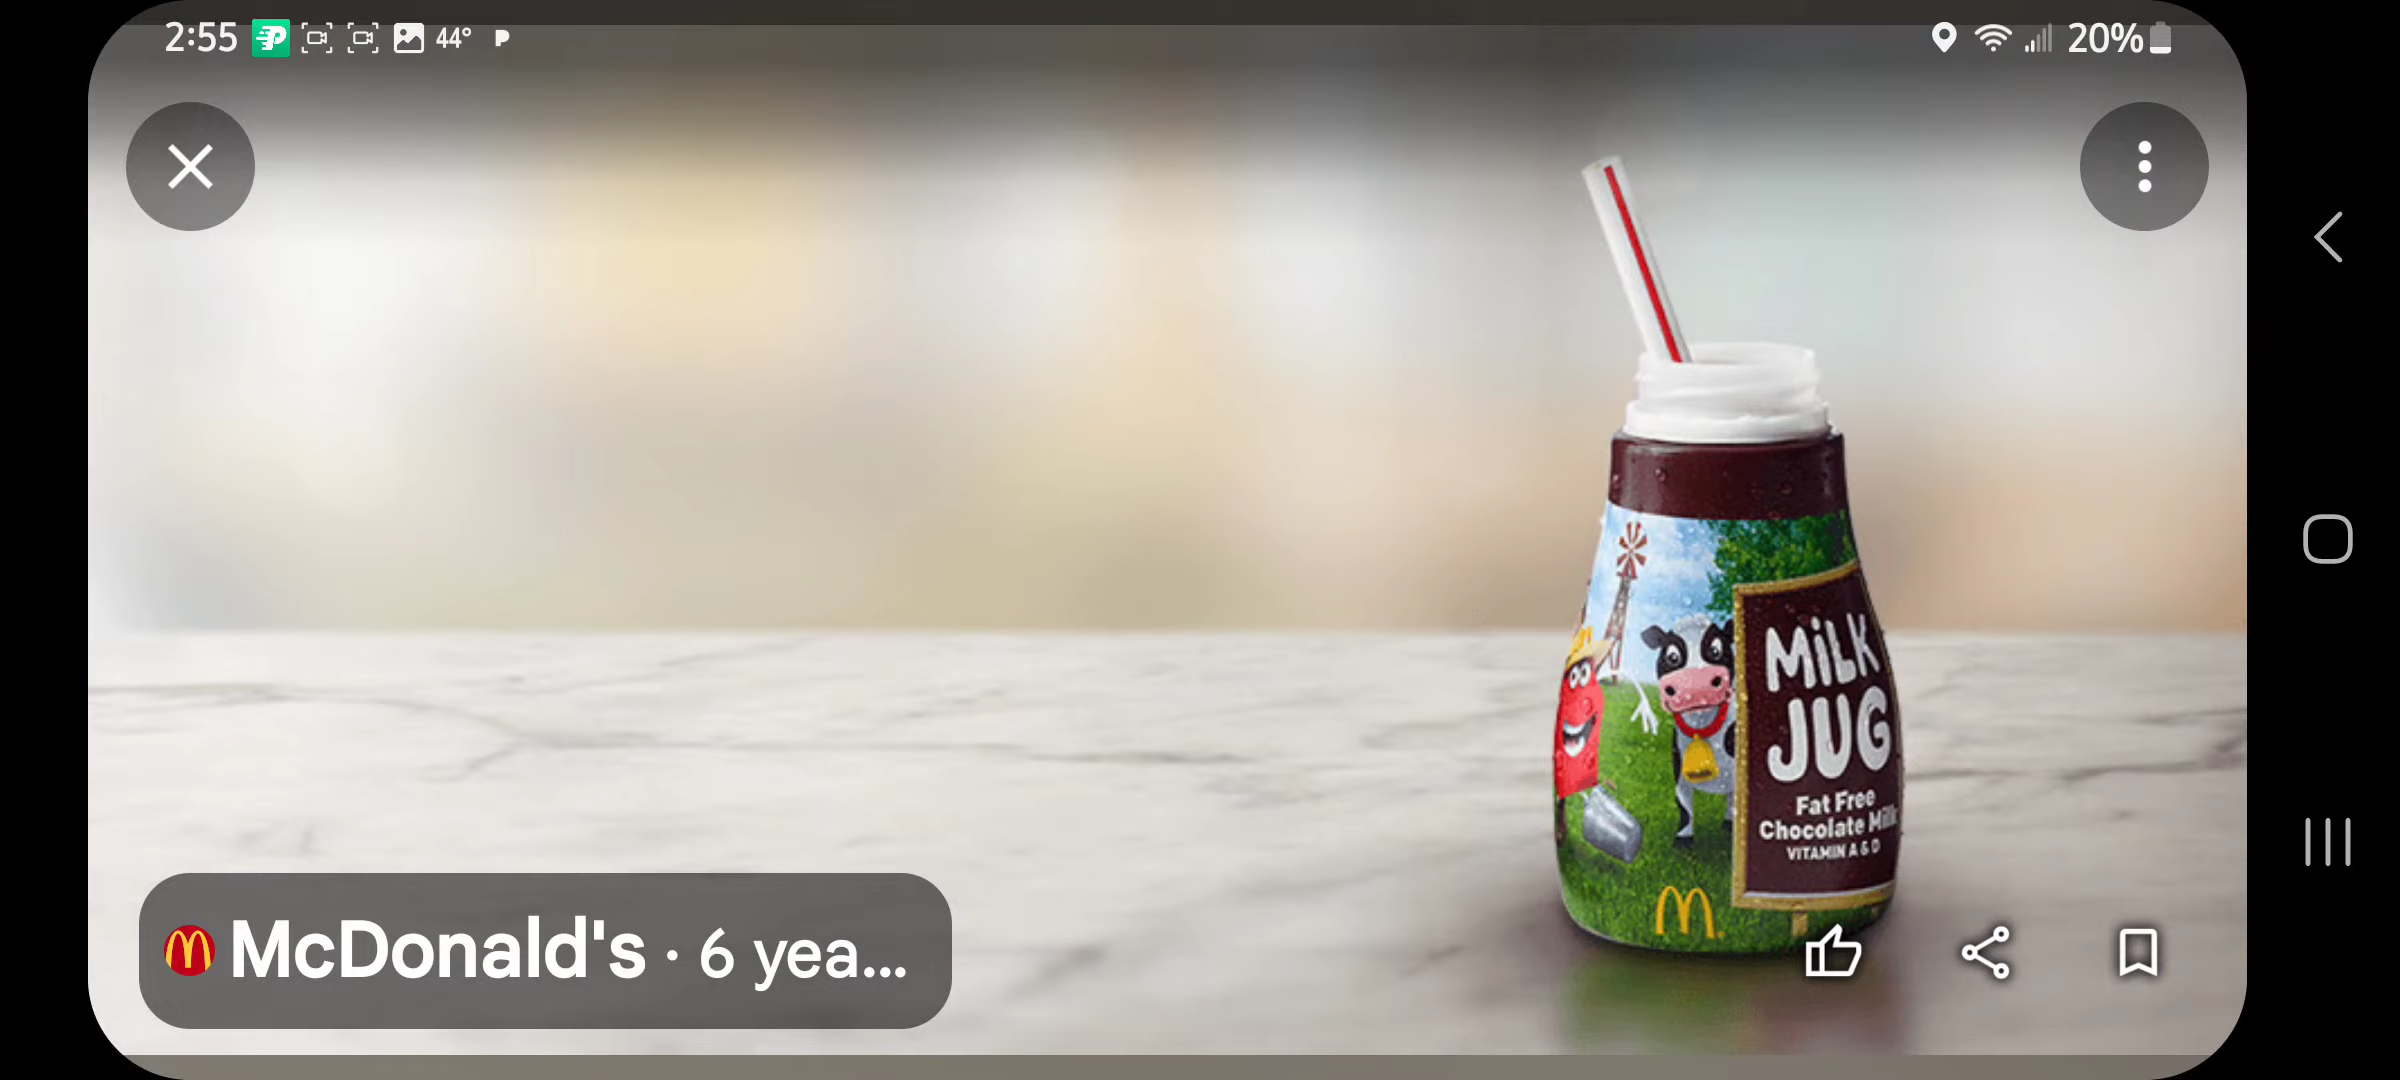 2:55 44° 20%
MiLK
JUG
Fat Free
Chocolate Milk
VITAMIN A & D
McDonald's · 6 yea...